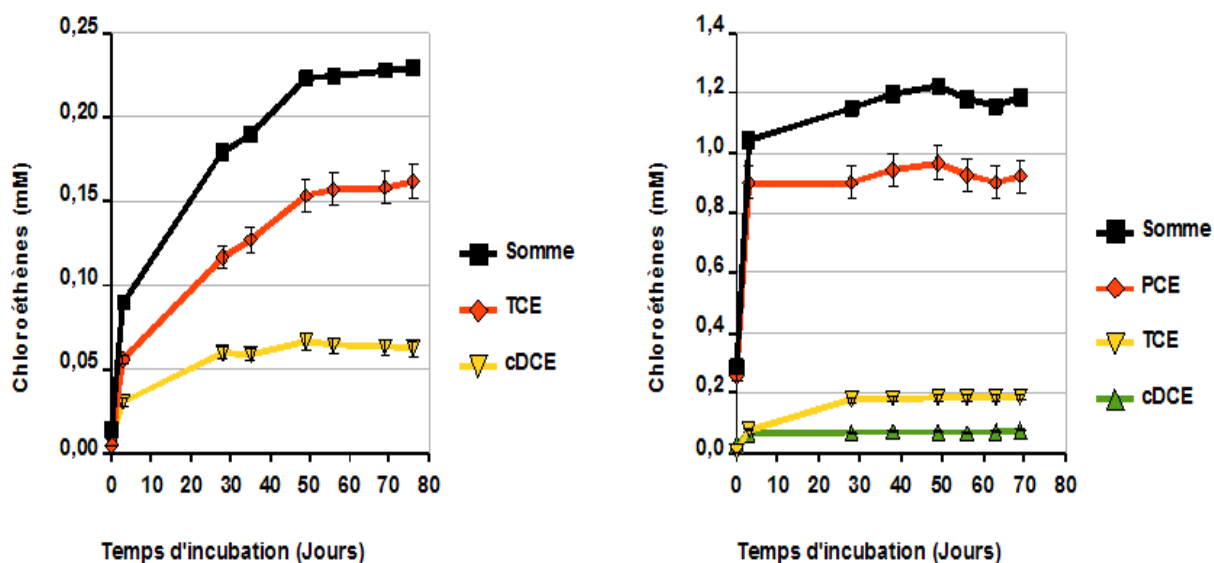 0,25
0,20
0,15
0,10
0,05
0,00
Chloroéthènes (mM)
0 10 20 30 40 50 60 70 80
Temps d'incubation (Jours)
Somme
TCE
cDCE
1,4
1,2
1,0
0,8
0,6
0,4
0,2
0,0
Chloroéthènes (mM)
0 10 20 30 40 50 60 70 80
Temps d'incubation (Jours)
Somme
PCE
TCE
cDCE